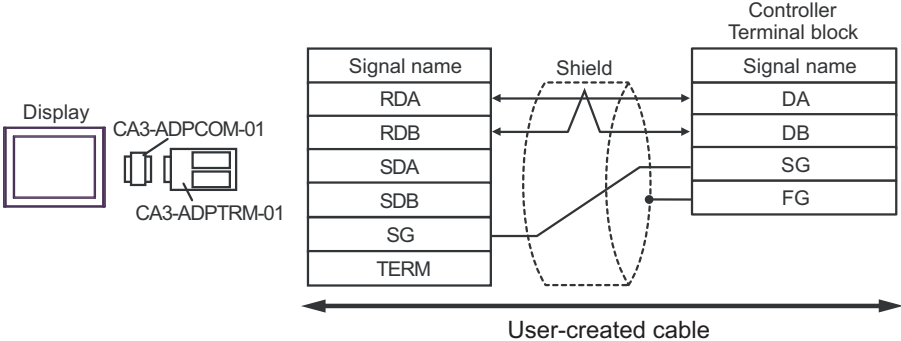 Controller
Terminal block
Signal name
Shield
Signal name
RDA
DA
Display
CA3-ADPCOM-01
RDB
DB
SDA
SG
SDB
FG
CA3-ADPTRM-01
SG
TERM
User-created cable